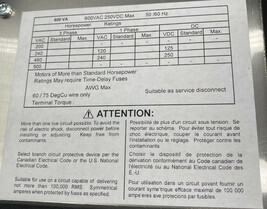 600 VA 600VAC 250VDC Max 50 /60 Hz
Horsepower Ratings
3 Phase 1 Phase DC
VAC Standard Max. VAC Standard Max. VDC Standard Max.
200
240 120 125
480 240 250
600
Motors of More than Standard Horsepower
Ratings May require Time-Delay Fuses
AWG Max
60 / 75 DegCu wire only Suitable as service disconnect
Terminal Torque :
⚠ ATTENTION:
More than one live circuit possible. To avoid the
risk of electric shock, disconnect power before
installing or adjusting. Keep free from
contaminants.
Select branch circuit protective device per the
Canadian Electrical Code or the U.S. National
Electrical Code.
Suitable for use on a circuit capable of delivering
not more than 100,000 RMS. Symmetrical
amperes when protected by fuses as specified.
Possibilité de plus d'un circuit sous tension. Se
reporter au schéma. Pour éviter tout risque de
choc électrique, couper le courant avant
l'installation ou le réglage. Protéger contre les
contaminants
Choisir le dispositif de protection de la
dérivation conformément au Code canadien de
l'électricité ou au National Electrical Code des
É.-U.
Pour utilisation dans un circuit pouvant fournir un
courant symétrique efficace maximal de 100,000
ampères une protection par fusibles.